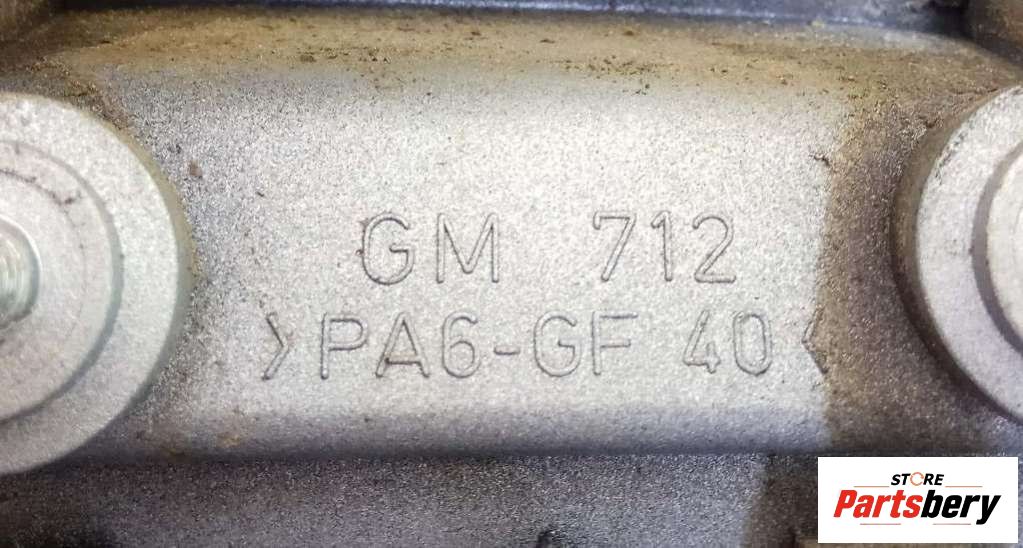 GM 712
>PA6-GF 40<
STORE
Partsbery